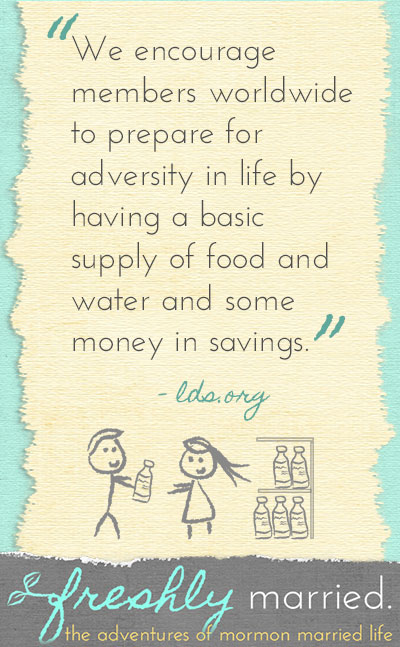 "We encourage
members worldwide
to prepare for
adversity in life by
having a basic
supply of food and
water and some
money in savings."
- lds.org
freshly married.
the adventures of mormon married life